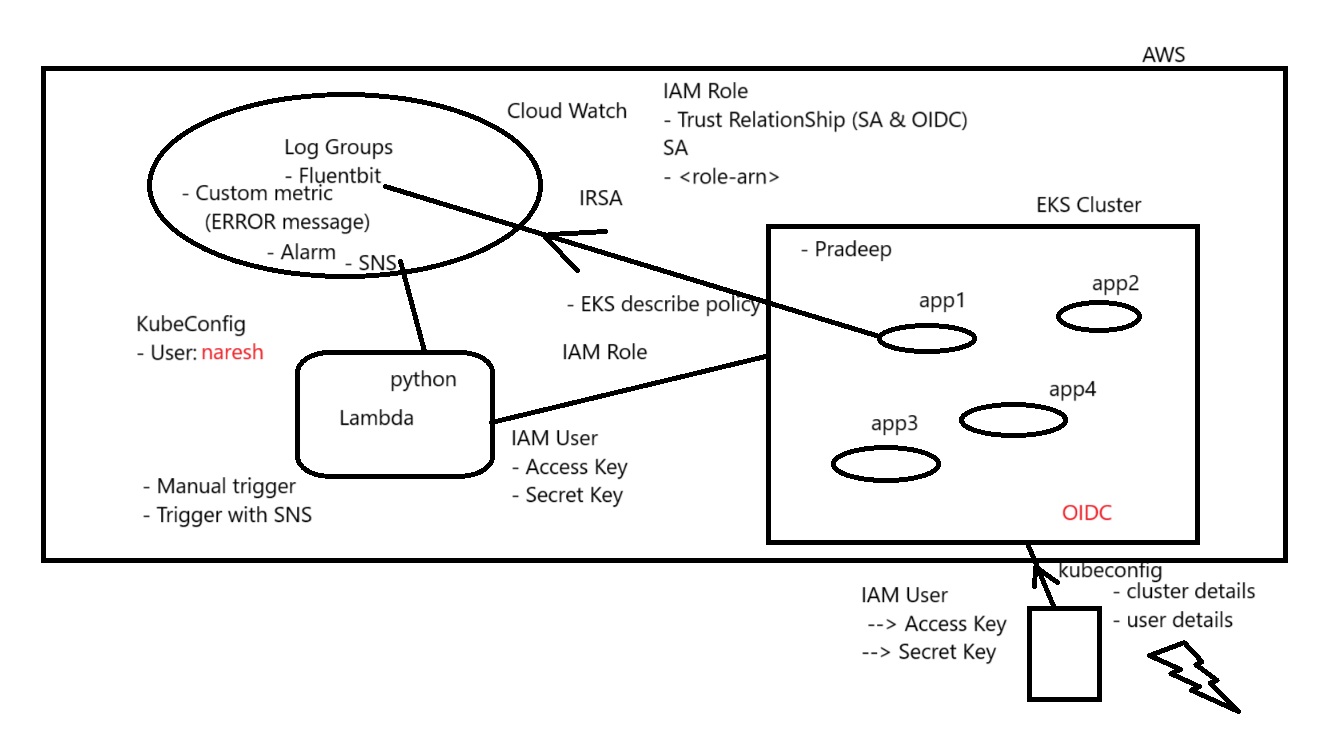 AWS
Cloud Watch
IAM Role
- Trust RelationShip (SA & OIDC)
SA
- <role-arn>
Log Groups
- Fluentbit
- Custom metric
(ERROR message)
- Alarm
- SNS
IRSA
EKS Cluster
- Pradeep
app1
app2
app3
app4
OIDC
- EKS describe policy
IAM Role
KubeConfig
- User: naresh
python
Lambda
IAM User
- Access Key
- Secret Key
- Manual trigger
- Trigger with SNS
kubeconfig
- cluster details
- user details
IAM User
--> Access Key
--> Secret Key